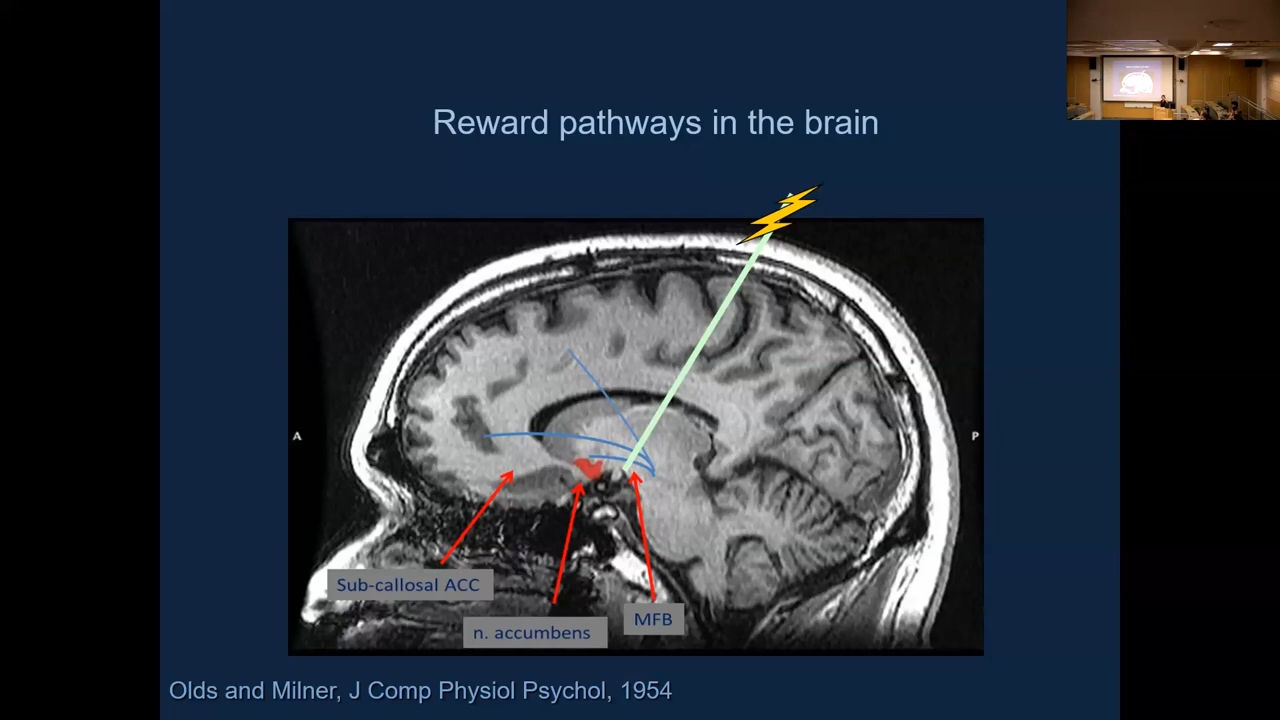 Reward pathways in the brain
A
P
Sub-callosal ACC
n. accumbens
MFB
Olds and Milner, J Comp Physiol Psychol, 1954